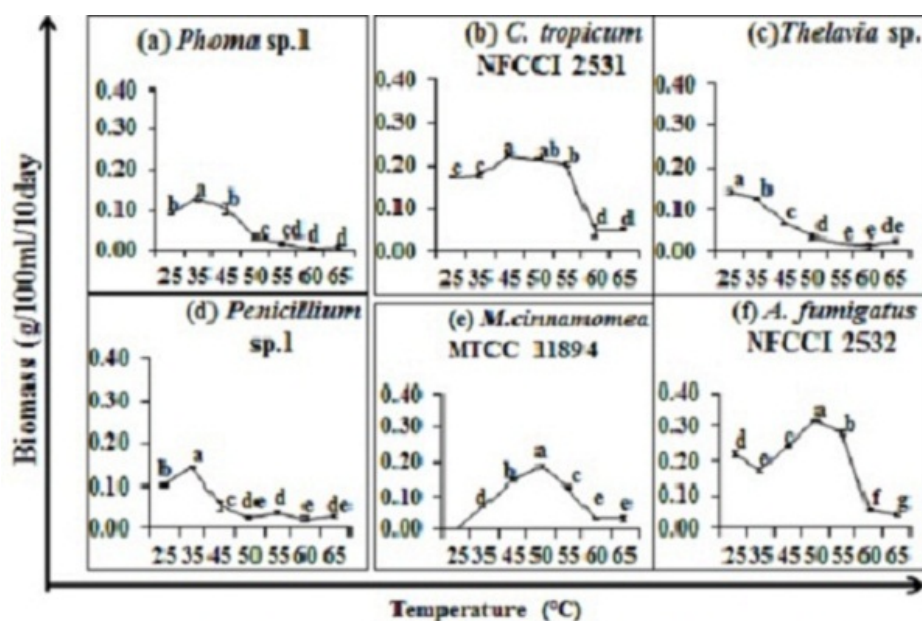 Biomass (g/100ml/10day
(a) Phoma sp.1
0.40
0.30
0.20
0.10
0.00
b a b c cd d d
25 35 45 50 55 60 65
(b) C. tropicum
NFCCI 2531
0.40
0.30
0.20
0.10
0.00
c c a ab b d d
25 35 45 50 55 60 65
(c) Thelavia sp.
0.40
0.30
0.20
0.10
0.00
a b c d e e de
25 35 45 50 55 60 65
(d) Penicillium
sp.1
0.40
0.30
0.20
0.10
0.00
b a c de d e de
25 35 45 50 55 60 65
(e) M.cinnamomea
MTCC 11894
0.40
0.30
0.20
0.10
0.00
d b a c e e
25 35 45 50 55 60 65
(f) A. fumigatus
NFCCI 2532
0.40
0.30
0.20
0.10
0.00
d e c a b f g
25 35 45 50 55 60 65
Temperature (°C)